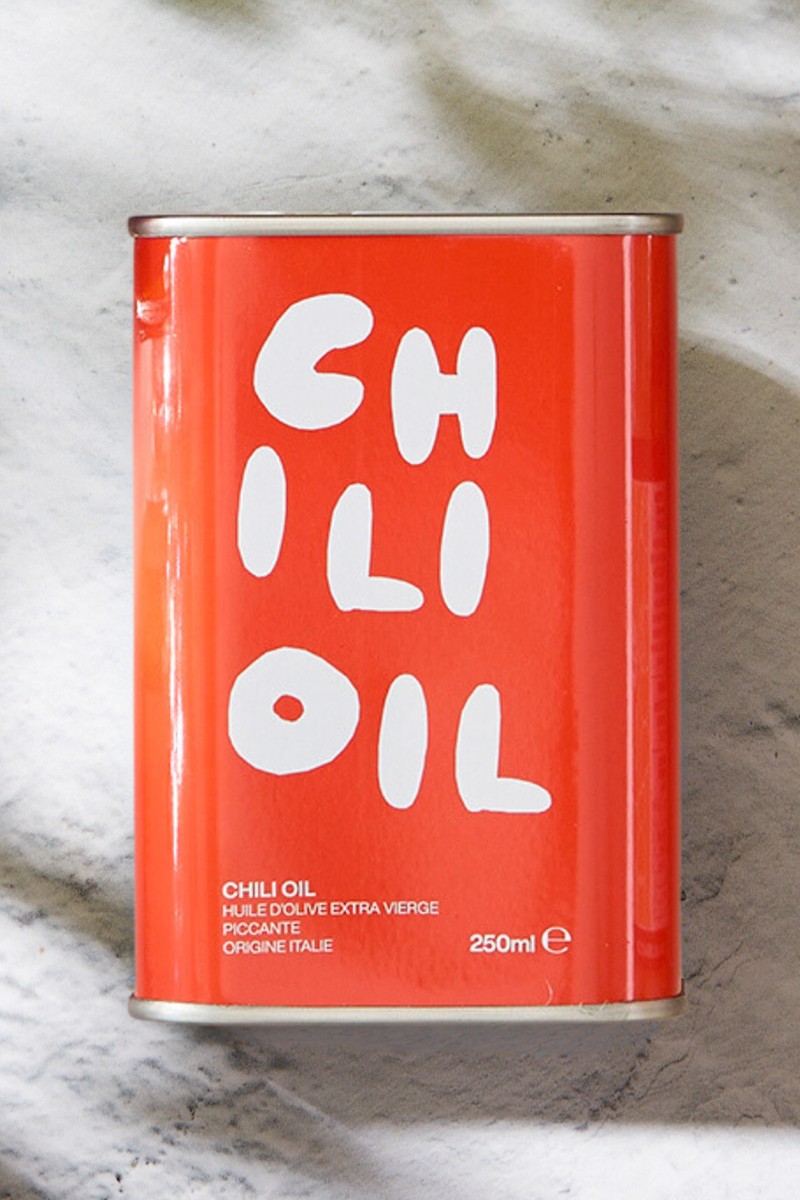 CH
ILI
OIL
CHILI OIL
HUILE D'OLIVE EXTRA VIERGE
PICCANTE
ORIGINE ITALIE
250ml ℮